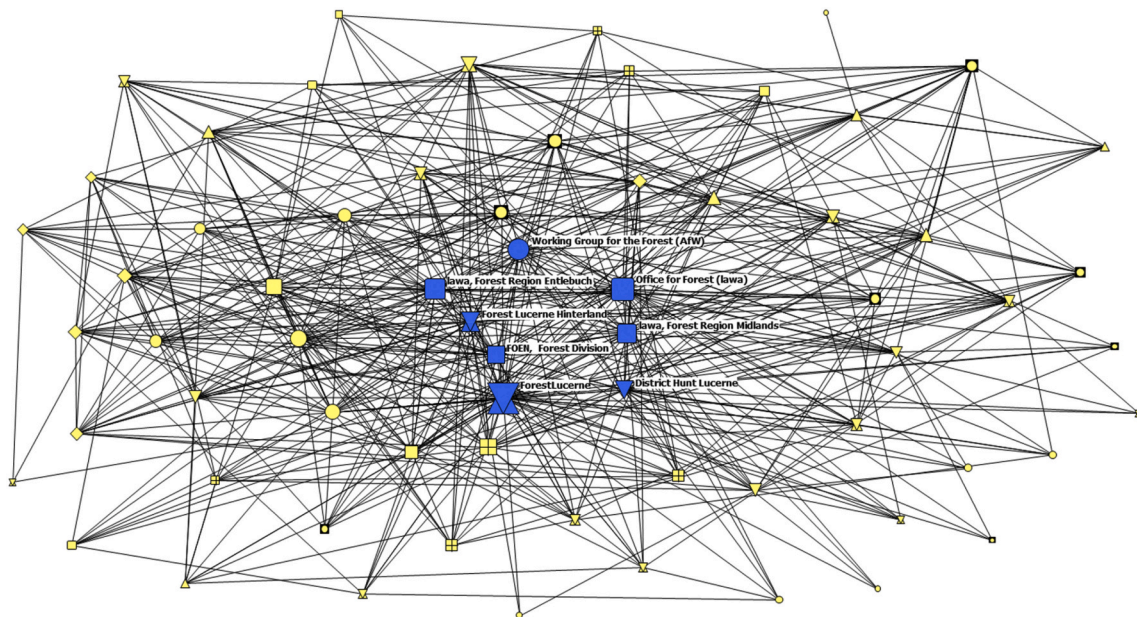 Working Group for the Forest (AfW)
lawa, Forest Region Entlebuch
Office for Forest (lawa)
Forest Lucerne Hinterland
lawa, Forest Region Midlands
FOEN, Forest Division
ForestLucerne
District Hunt Lucerne